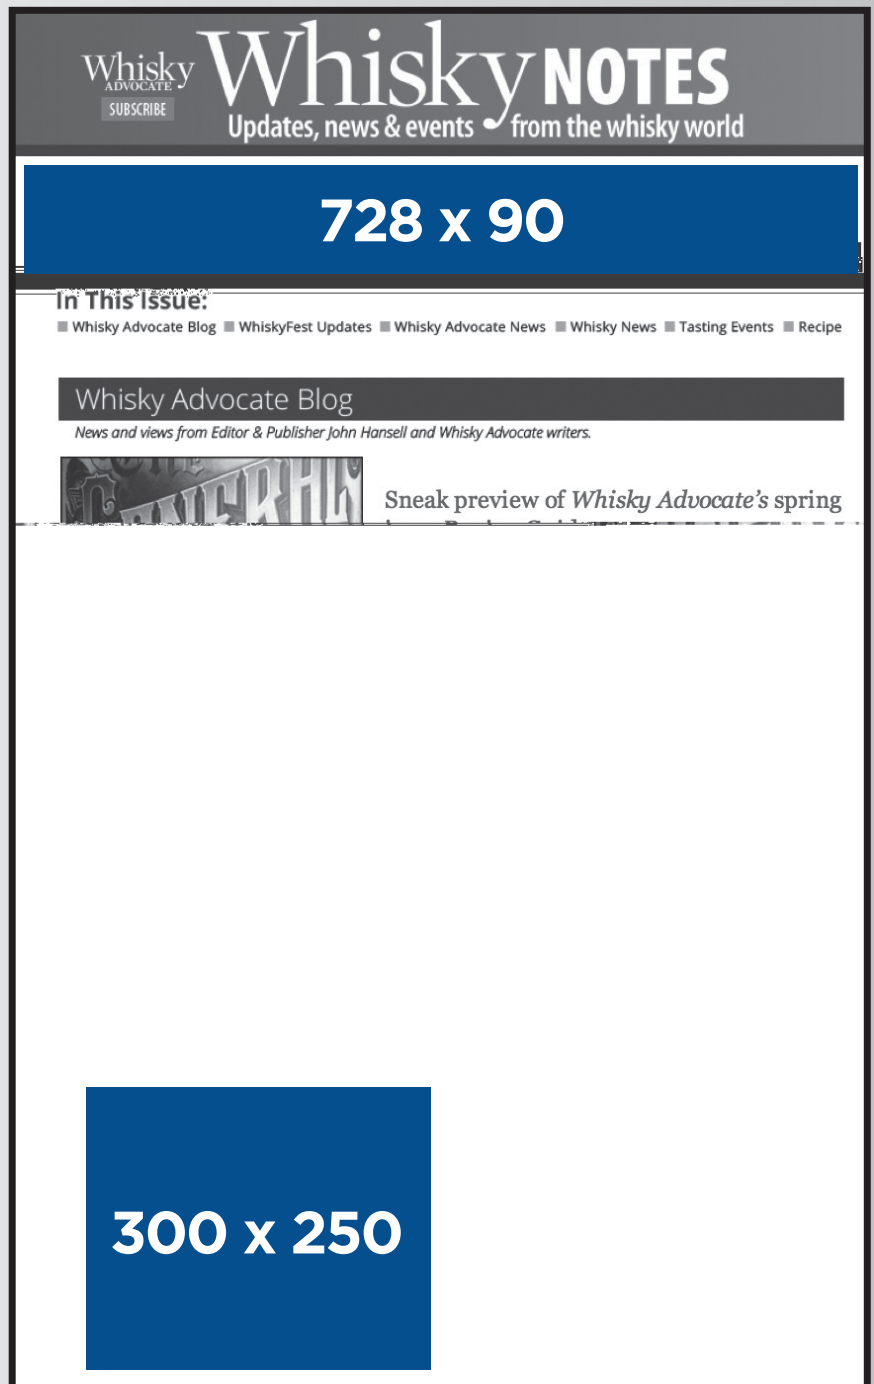 Whisky
ADVOCATE
SUBSCRIBE
Whisky NOTES
Updates, news & events from the whisky world
728 x 90
In This Issue:
Whisky Advocate Blog WhiskyFest Updates Whisky Advocate News Whisky News Tasting Events Recipe
Whisky Advocate Blog
News and views from Editor & Publisher John Hansell and Whisky Advocate writers.
GENERAL
Sneak preview of Whisky Advocate's spring
300 x 250